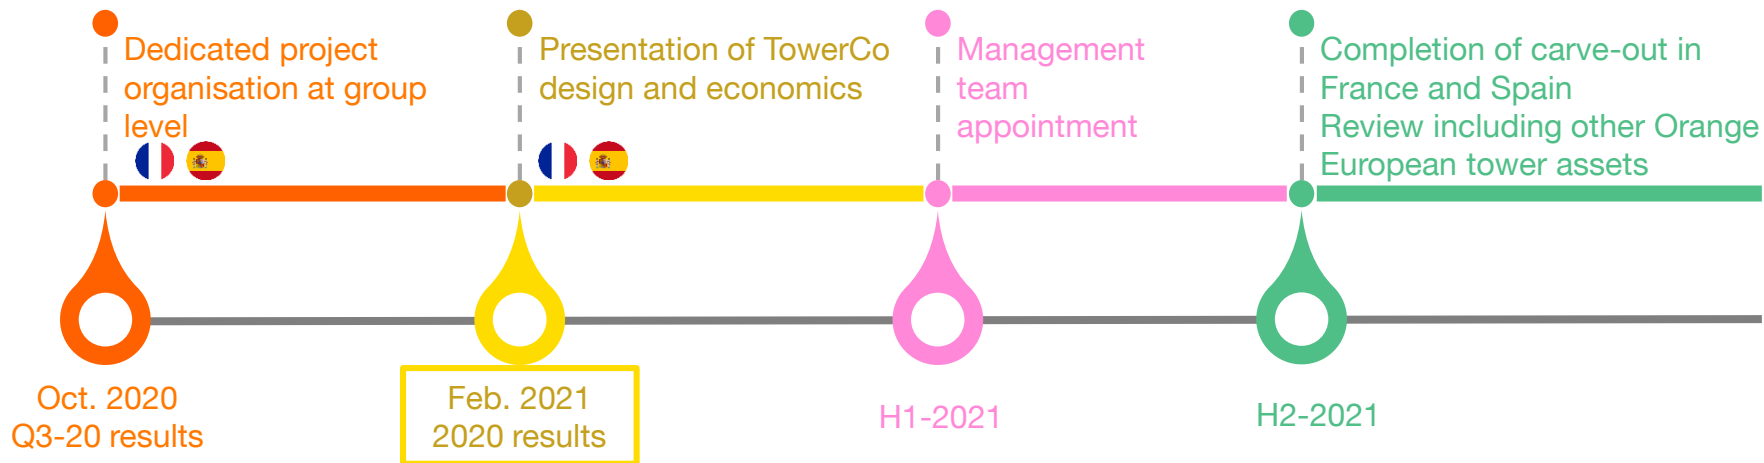 Dedicated project
organisation at group
level
Presentation of TowerCo
design and economics
Management
team
appointment
Completion of carve-out in
France and Spain
Review including other Orange
European tower assets
Oct. 2020
Q3-20 results
Feb. 2021
2020 results
H1-2021
H2-2021